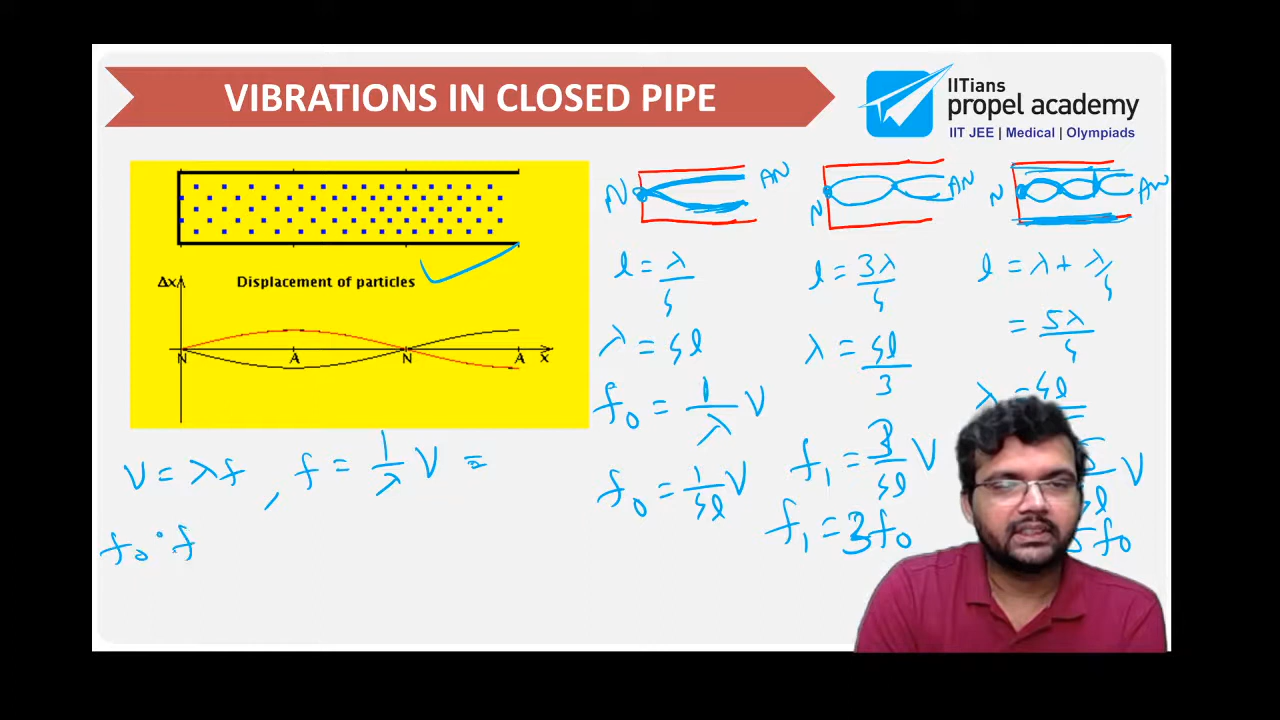 VIBRATIONS IN CLOSED PIPE
IITians
propel academy
IIT JEE | Medical | Olympiads
Δx
Displacement of particles
N A N A x
N AN
l = λ/4
λ = 4l
f₀ = 1/λ V
f₀ = 1/4l V
N AN
l = 3λ/4
λ = 4l/3
f₁ = 3/4l V
f₁ = 3f₀
N AN
l = λ + λ/4
= 5λ/4
λ = 4l
V
5f₀
V = λf , f = 1/λ V =
f₀ : f